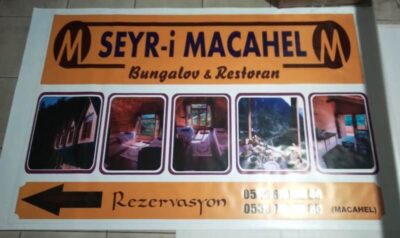 M SEYR-i MACAHEL M
Bungalov & Restoran
Rezervasyon
(MACAHEL)